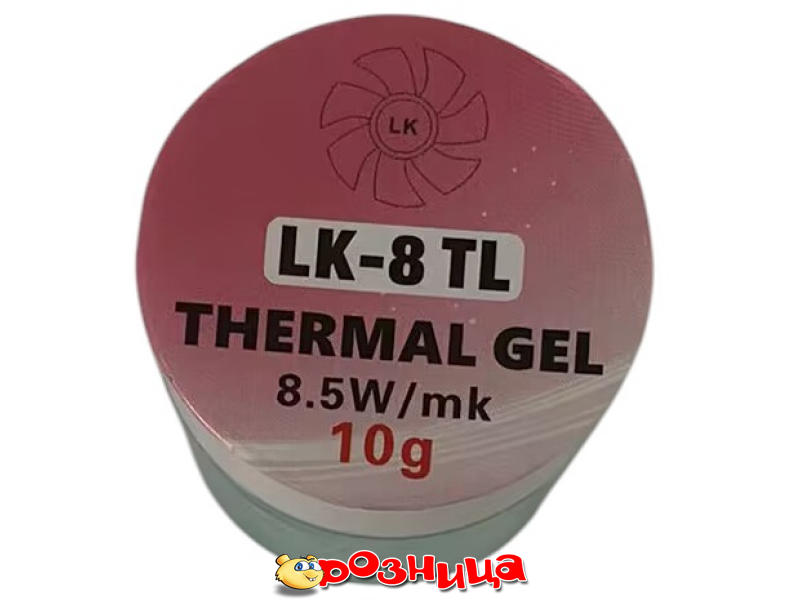 LK
LK-8 TL
THERMAL GEL
8.5W/mk
10g
розница